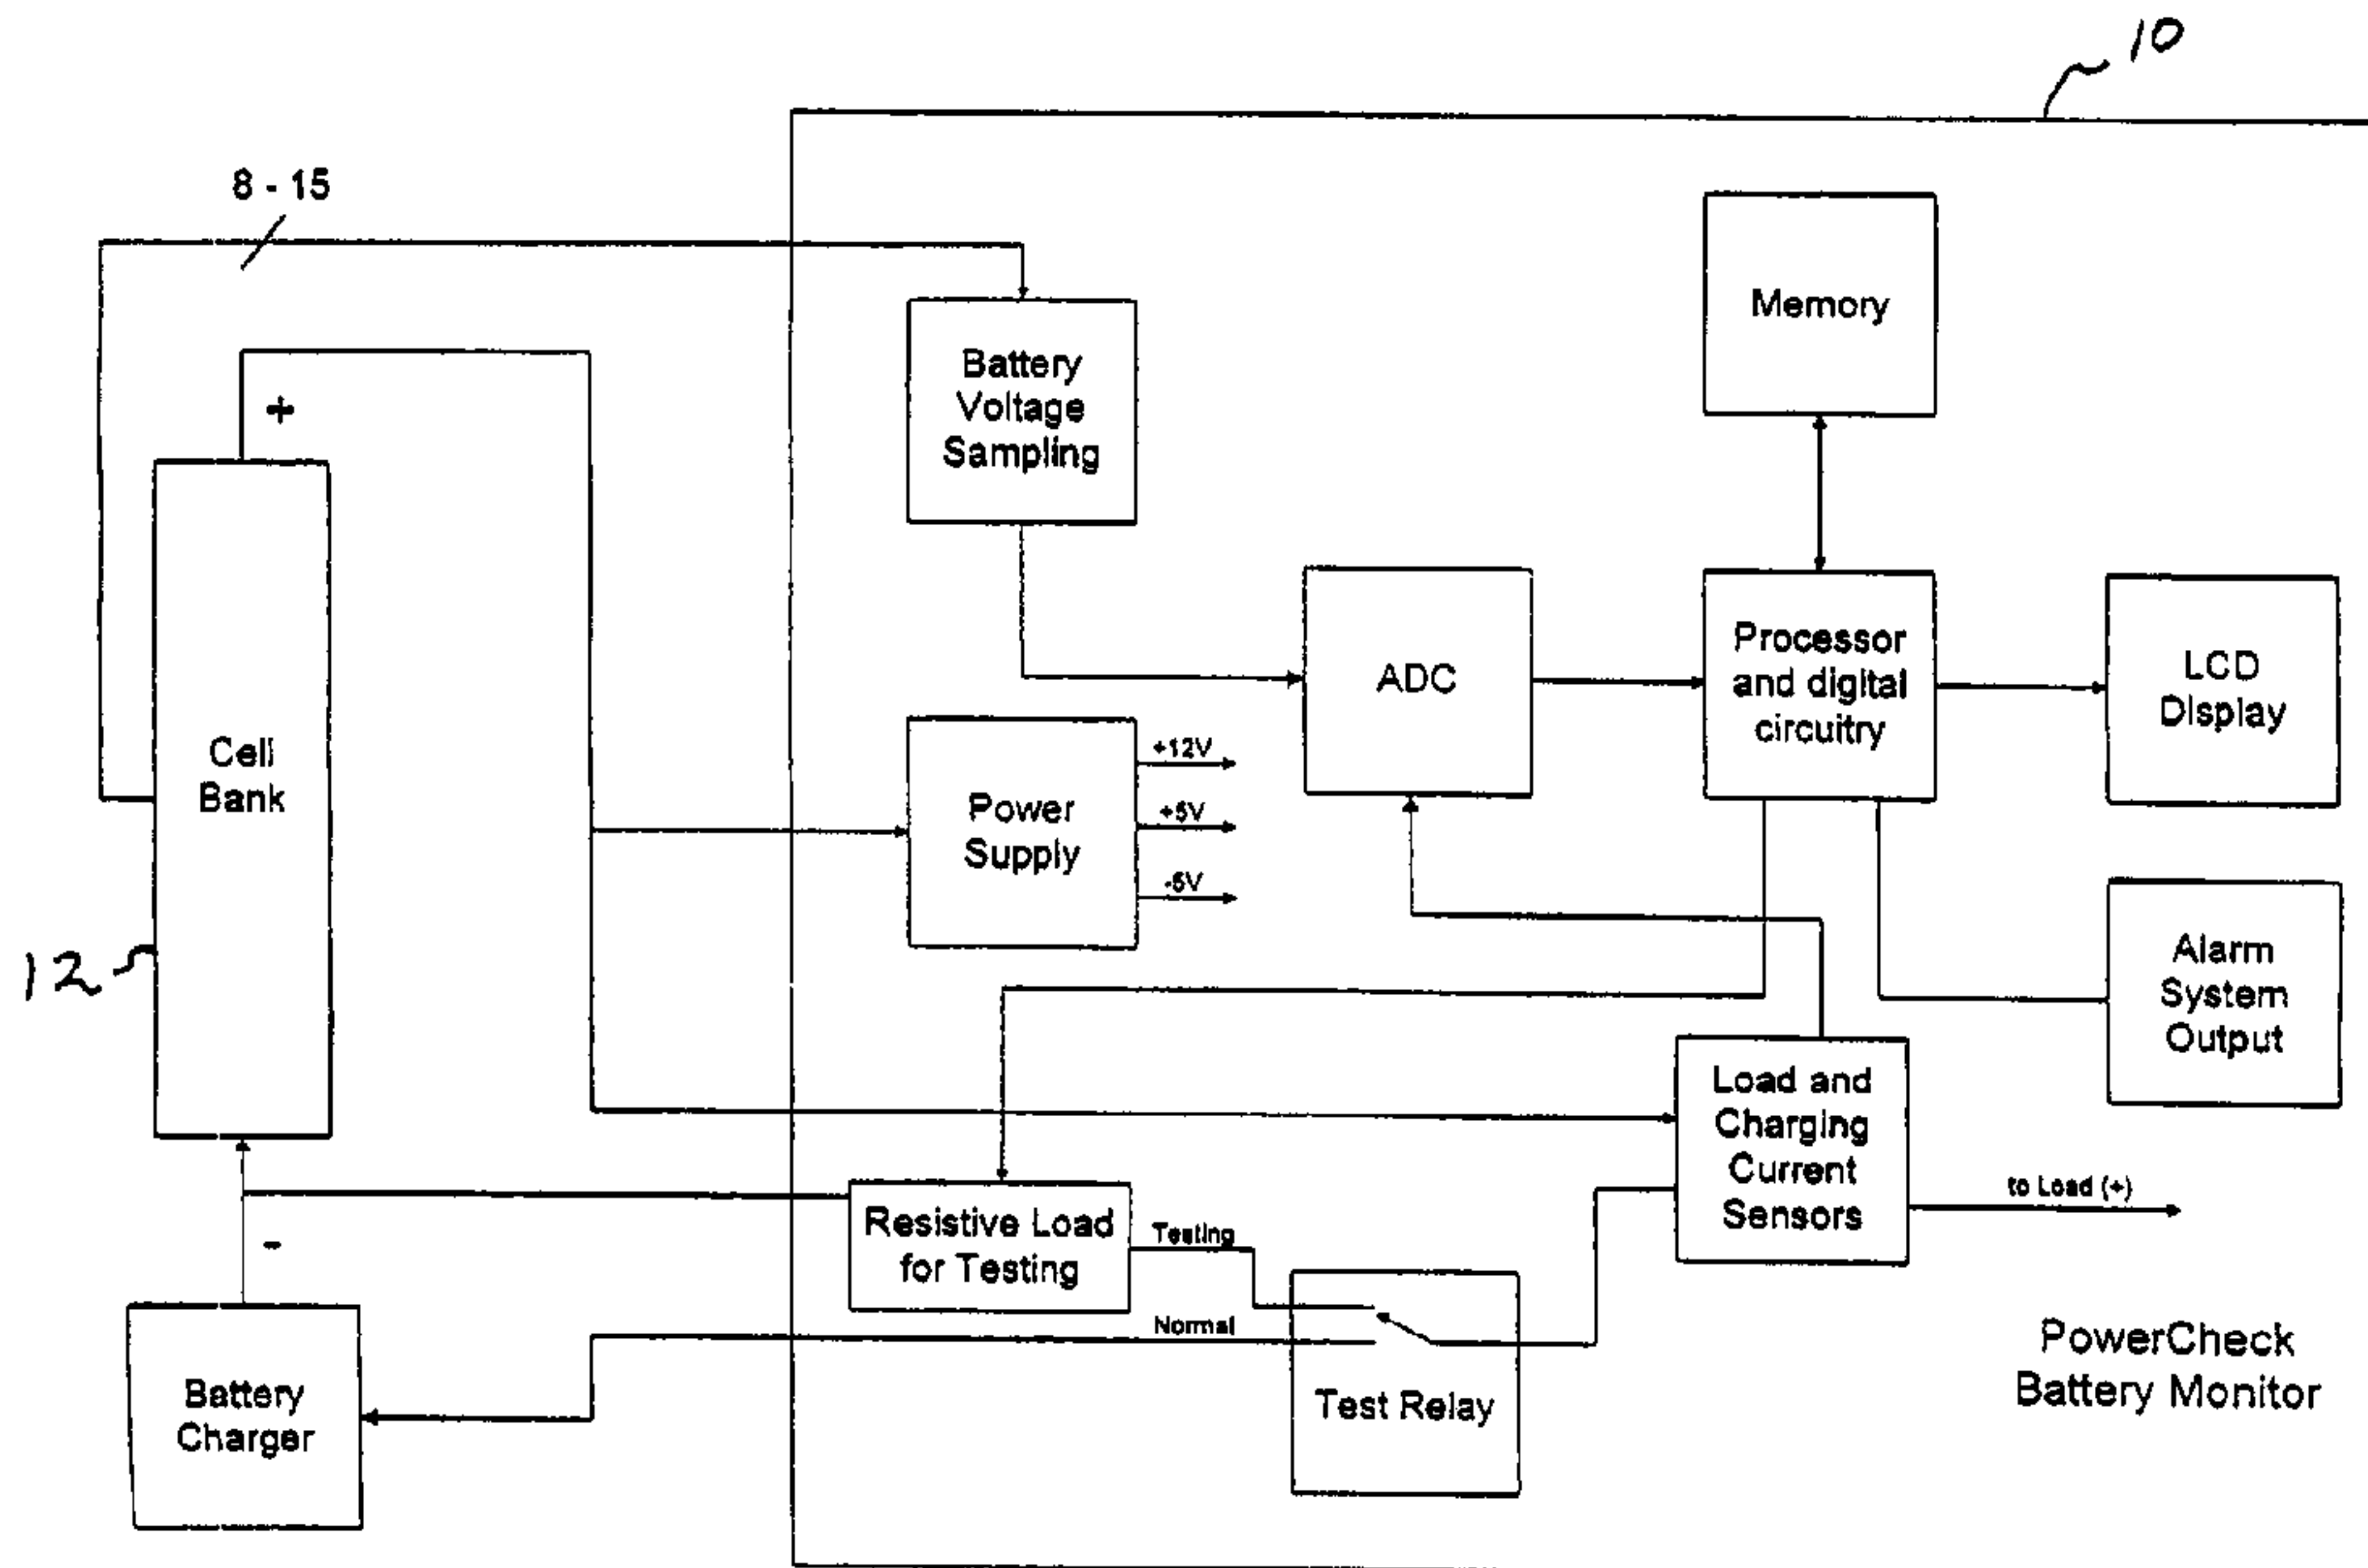 10
8 - 15
Memory
Battery
Voltage
Sampling
+
ADC
Processor
and digital
circuitry
LCD
Display
Cell
Bank
Power
Supply
+12V
+5V
-5V
12
Alarm
System
Output
Load and
Charging
Current
Sensors
to Load (+)
Resistive Load
for Testing
Testing
-
Normal
Test Relay
PowerCheck
Battery Monitor
Battery
Charger